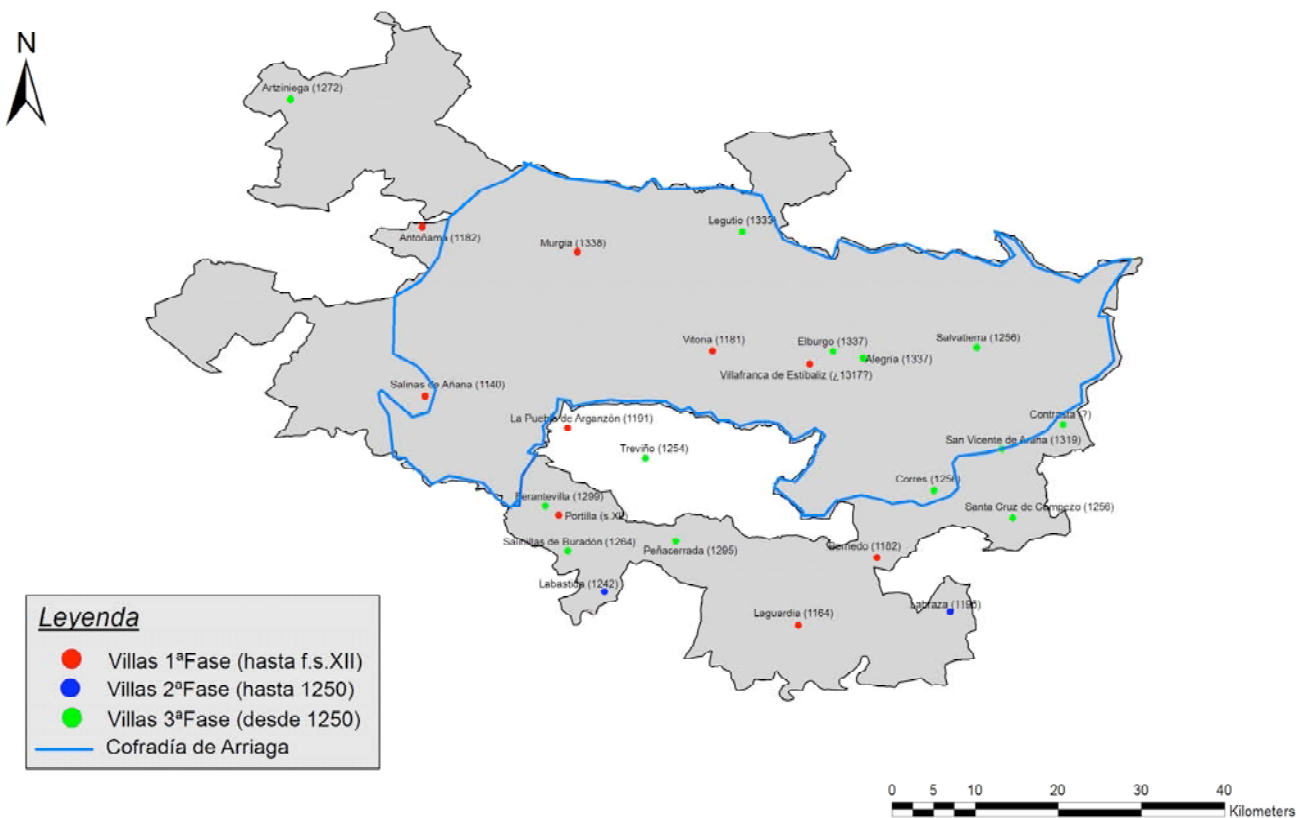 N
Artziniega (1272)
Legutio (1333)
Antoñama (1182)
Murgia (1338)
Vitoria (1181)
Elburgo (1337)
Salvatierra (1256)
Alegria (1337)
Villafranca de Estíbaliz (¿1317?)
Salinas de Añana (1140)
La Puebla de Arganzón (1191)
Contrasta (?)
Treviño (1254)
San Vicente de Arana (1319)
Corres (1256)
Berantevilla (1299)
Santa Cruz de Campezo (1256)
Portilla (s.XII)
Salinillas de Buradón (1264)
Peñacerrada (1295)
Bernedo (1182)
Labastida (1242)
Laguardia (1164)
Labraza (1196)
Leyenda
Villas 1ªFase (hasta f.s.XII)
Villas 2ªFase (hasta 1250)
Villas 3ªFase (desde 1250)
Cofradía de Arriaga
0 5 10 20 30 40
Kilometers